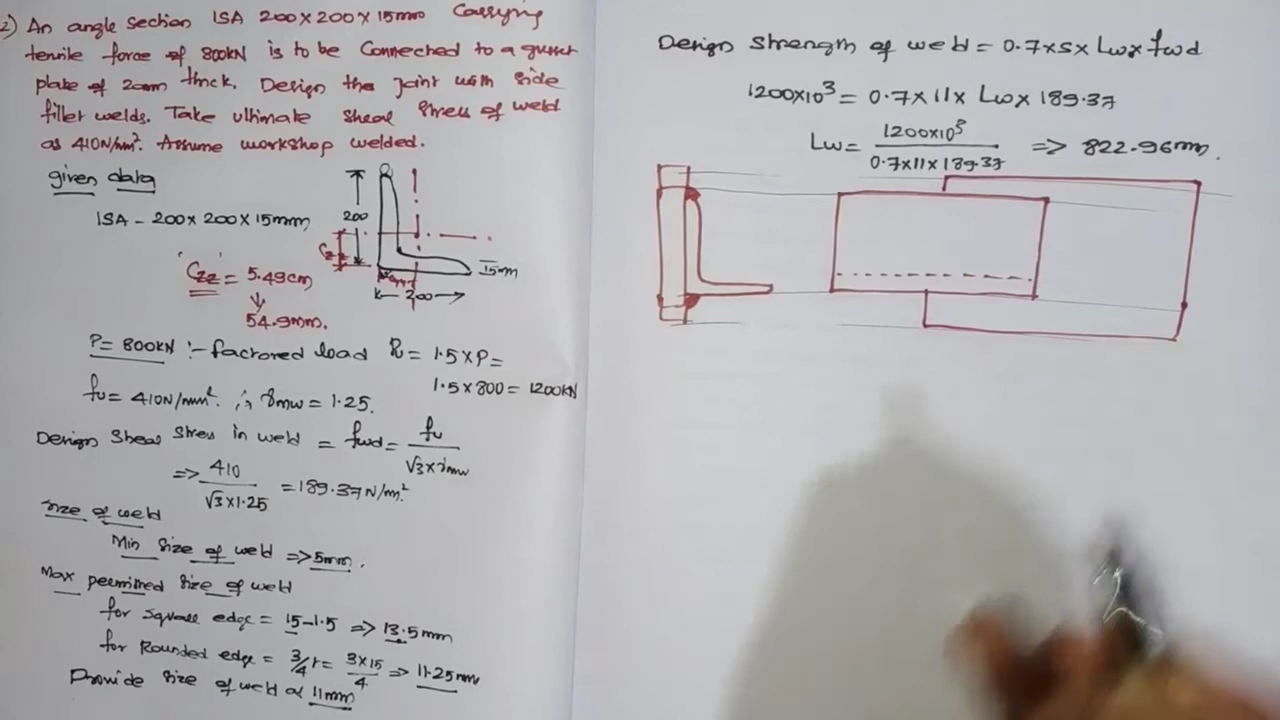 2) An angle section ISA 200×200×15mm Carrying
tensile force of 800kN is to be Connected to a gusset
plate of 20mm thick. Design the Joint with side
fillet welds. Take ultimate shear stress of weld
as 410N/mm². Assume workshop welded.
given data
ISA - 200×200×15mm
200
Czz
15mm
200
'Czz' = 5.49cm
54.9mm.
P = 800kN :- factored load R = 1.5×P =
1.5×800 = 1200kN
fu = 410N/mm². ; γmw = 1.25.
Design Shear Stress in weld = fwd = fu / √3×γmw
=> 410 / √3×1.25 = 189.37N/m².
Size of weld
Min size of weld => 5mm.
Max permitted size of weld
for square edge = 15-1.5 => 13.5mm
for Rounded edge = 3/4 t = 3×15 / 4 => 11.25mm
Provide size of weld as 11mm
Design Strength of weld = 0.7×S×Lw×fwd
1200×10³ = 0.7×11×Lw×189.37
Lw = 1200×10³ / 0.7×11×189.37 => 822.96mm.